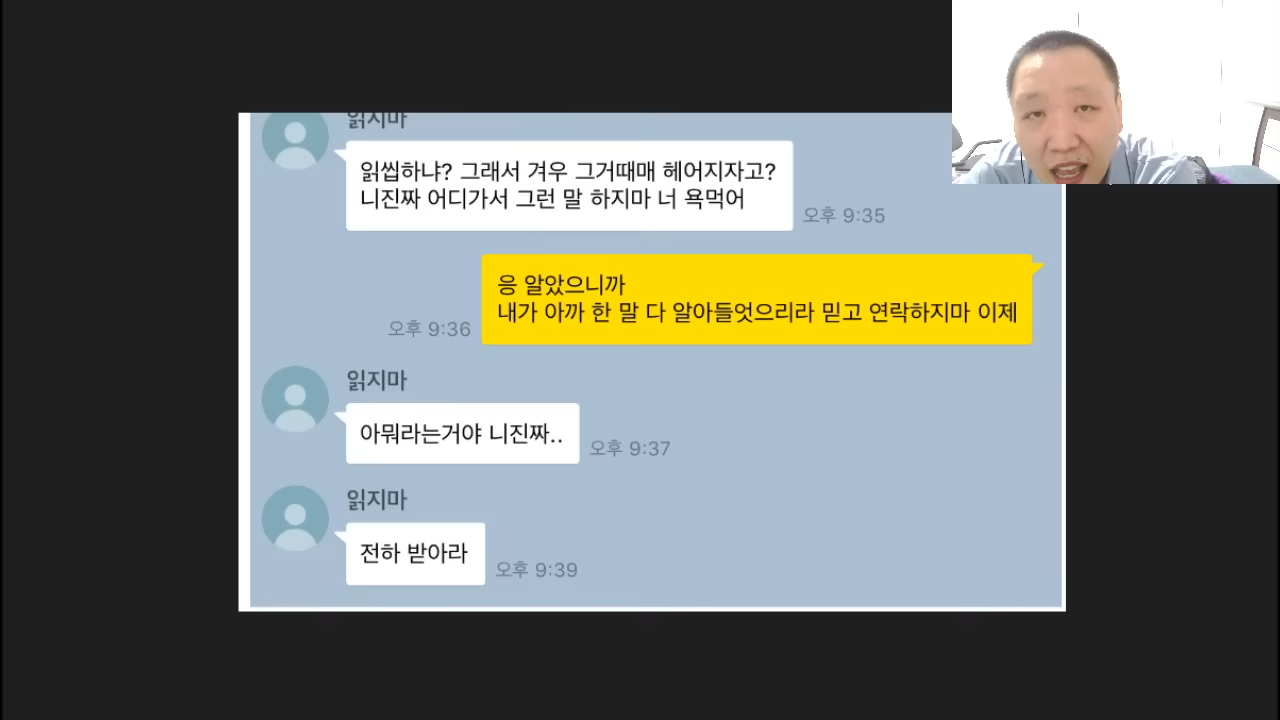 읽지마
읽씹하냐? 그래서 겨우 그거때매 헤어지자고?
니진짜 어디가서 그런 말 하지마 너 욕먹어
오후 9:35
응 알았으니까
내가 아까 한 말 다 알아들엇으리라 믿고 연락하지마 이제
오후 9:36
읽지마
아뭐라는거야 니진짜..
오후 9:37
읽지마
전하 받아라
오후 9:39